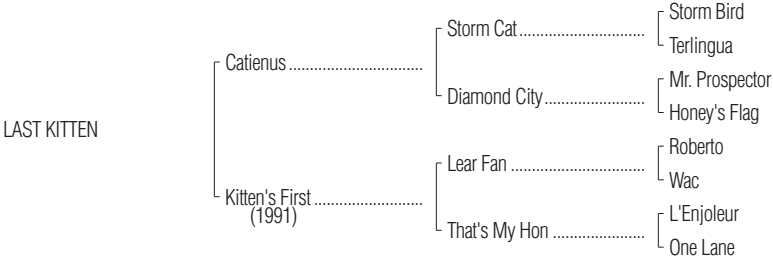 Storm Bird
Storm Cat..............................
Terlingua
Catienus................................
Mr. Prospector
Diamond City........................
Honey's Flag
LAST KITTEN
Roberto
Lear Fan ................................
Wac
Kitten's First ..........................
(1991)
L'Enjoleur
That's My Hon ......................
One Lane